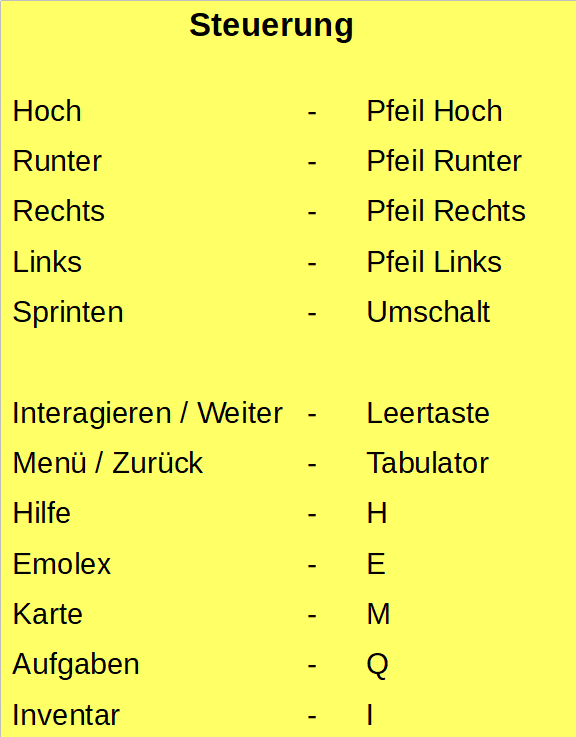 Steuerung
Hoch - Pfeil Hoch
Runter - Pfeil Runter
Rechts - Pfeil Rechts
Links - Pfeil Links
Sprinten - Umschalt
Interagieren / Weiter - Leertaste
Menü / Zurück - Tabulator
Hilfe - H
Emolex - E
Karte - M
Aufgaben - Q
Inventar - I